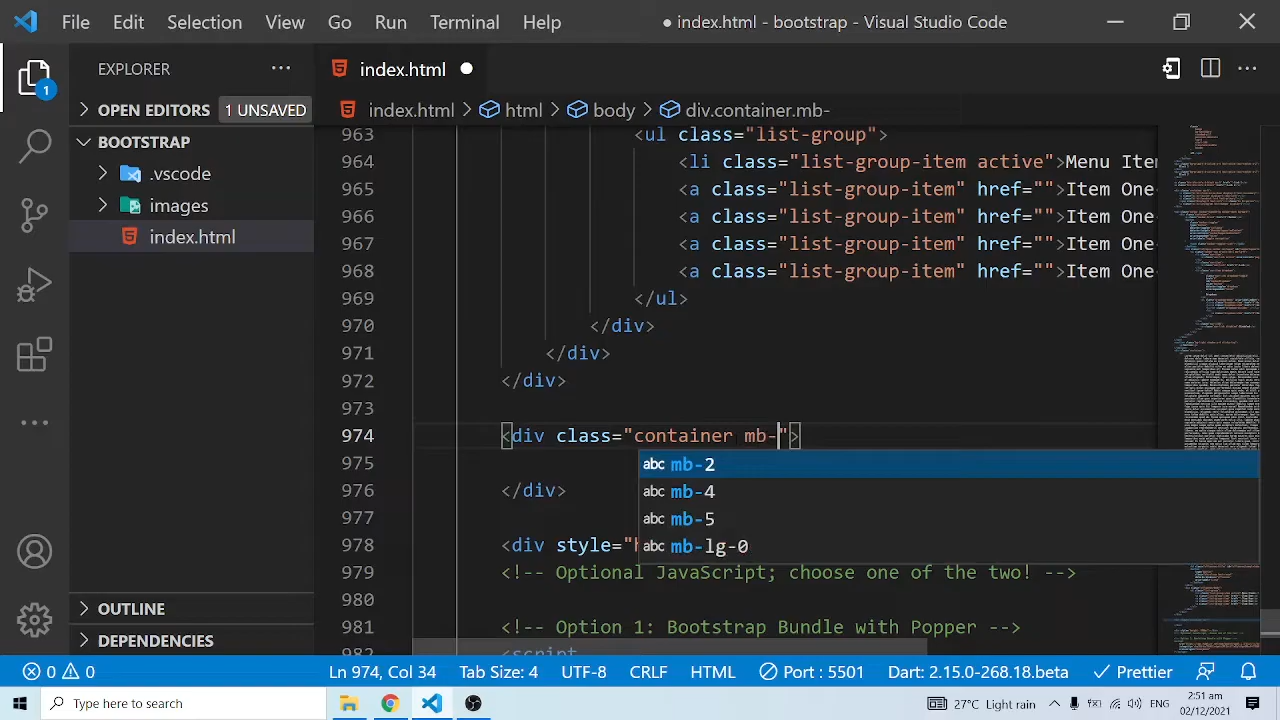 File Edit Selection View Go Run Terminal Help ● index.html - bootstrap - Visual Studio Code
EXPLORER ···
index.html
OPEN EDITORS 1 UNSAVED
index.html > html > body > div.container.mb-
BOOTSTRAP
.vscode
images
index.html
1
963 <ul class="list-group">
964 <li class="list-group-item active">Menu Item
965 <a class="list-group-item" href="">Item One
966 <a class="list-group-item" href="">Item One
967 <a class="list-group-item" href="">Item One
968 <a class="list-group-item" href="">Item One
969 </ul>
970 </div>
971 </div>
972 </div>
973
974 <div class="container mb-">
975
976 </div>
977
978 <div style="h
979 <!-- Optional JavaScript; choose one of the two! -->
980
981 <!-- Option 1: Bootstrap Bundle with Popper -->
982 script
abc mb-2
abc mb-4
abc mb-5
abc mb-lg-0
OUTLINE
DEPENDENCIES
0 0 Ln 974, Col 34 Tab Size: 4 UTF-8 CRLF HTML Port : 5501 Dart: 2.15.0-268.18.beta Prettier
Type here to search
27°C Light rain ENG 2:51 am
02/12/2021